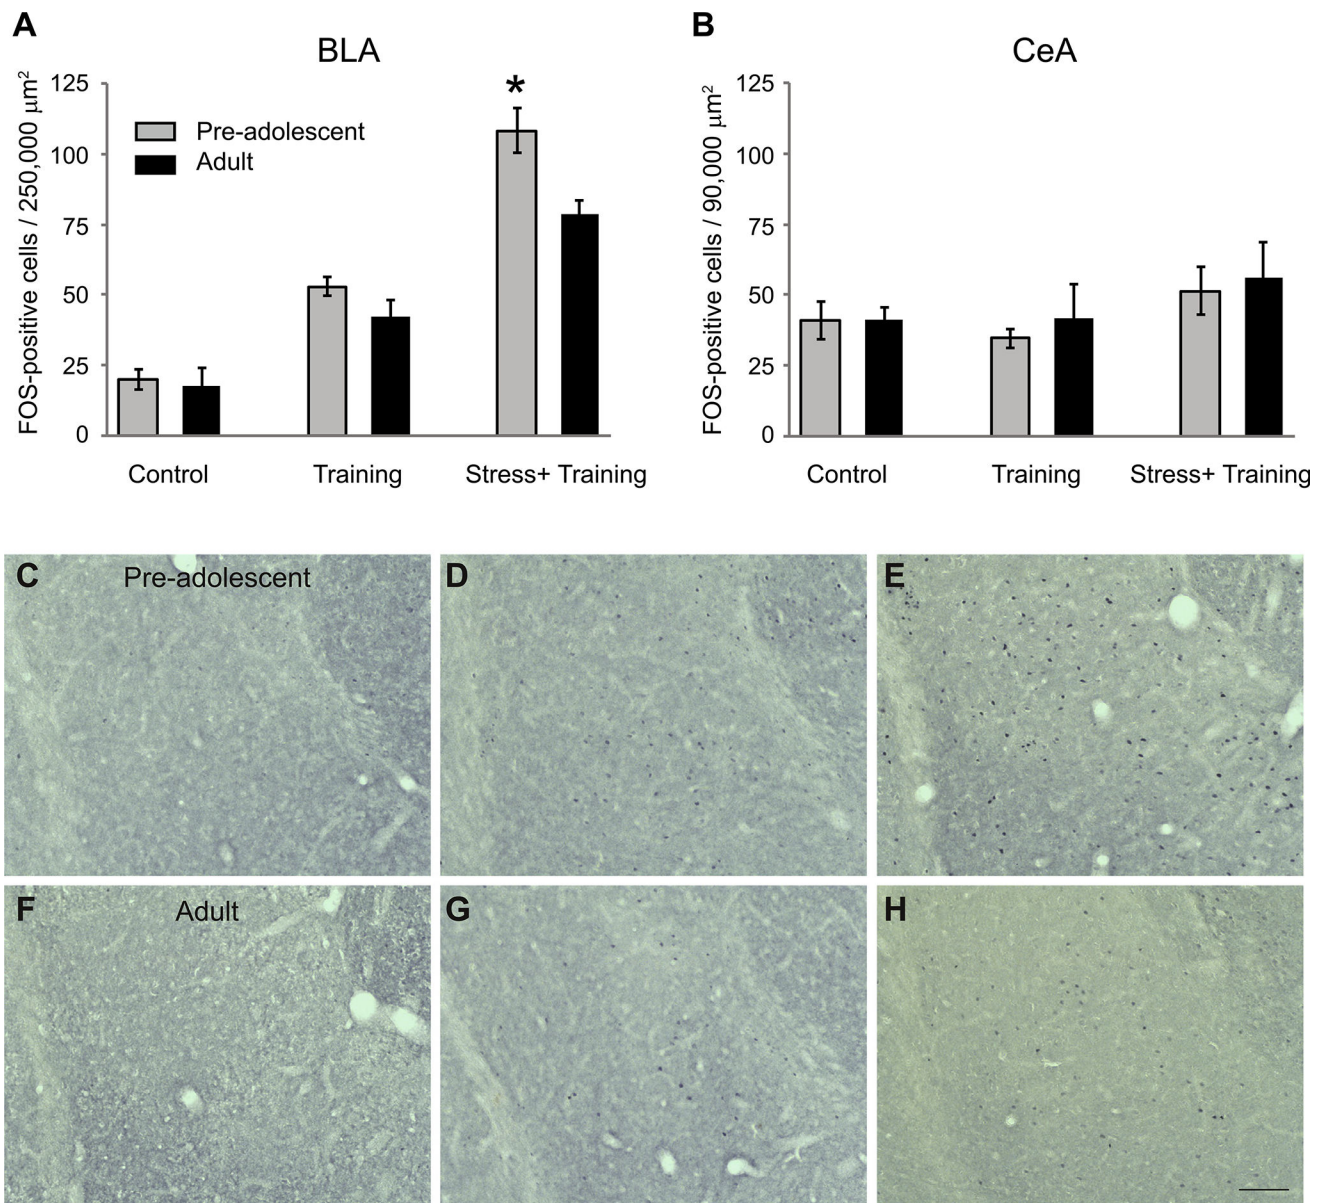 A
BLA
FOS-positive cells / 250,000 μm²
125
100
75
50
25
0
Pre-adolescent
Adult
*
Control
Training
Stress+ Training
B
CeA
FOS-positive cells / 90,000 μm²
125
100
75
50
25
0
Control
Training
Stress+ Training
C
Pre-adolescent
D
E
F
Adult
G
H